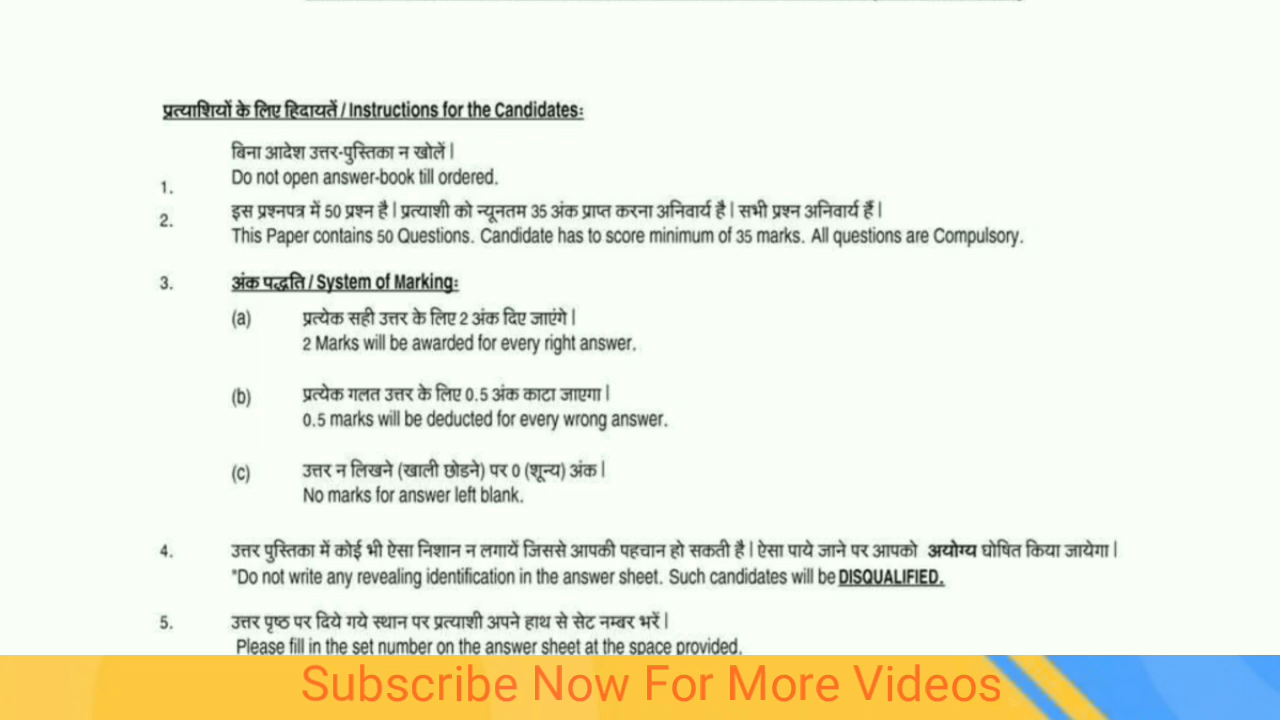 प्रत्याशियों के लिए हिदायतें / Instructions for the Candidates:
बिना आदेश उत्तर-पुस्तिका न खोलें |
1. Do not open answer-book till ordered.
2. इस प्रश्नपत्र में 50 प्रश्न है | प्रत्याशी को न्यूनतम 35 अंक प्राप्त करना अनिवार्य है | सभी प्रश्न अनिवार्य हैं |
This Paper contains 50 Questions. Candidate has to score minimum of 35 marks. All questions are Compulsory.
3. अंक पद्धति / System of Marking:
(a) प्रत्येक सही उत्तर के लिए 2 अंक दिए जाएंगे |
2 Marks will be awarded for every right answer.
(b) प्रत्येक गलत उत्तर के लिए 0.5 अंक काटा जाएगा |
0.5 marks will be deducted for every wrong answer.
(c) उत्तर न लिखने (खाली छोडने) पर 0 (शून्य) अंक |
No marks for answer left blank.
4. उत्तर पुस्तिका में कोई भी ऐसा निशान न लगायें जिससे आपकी पहचान हो सकती है | ऐसा पाये जाने पर आपको अयोग्य घोषित किया जायेगा |
"Do not write any revealing identification in the answer sheet. Such candidates will be DISQUALIFIED.
5. उत्तर पृष्ठ पर दिये गये स्थान पर प्रत्याशी अपने हाथ से सेट नम्बर भरें |
Please fill in the set number on the answer sheet at the space provided.
Subscribe Now For More Videos